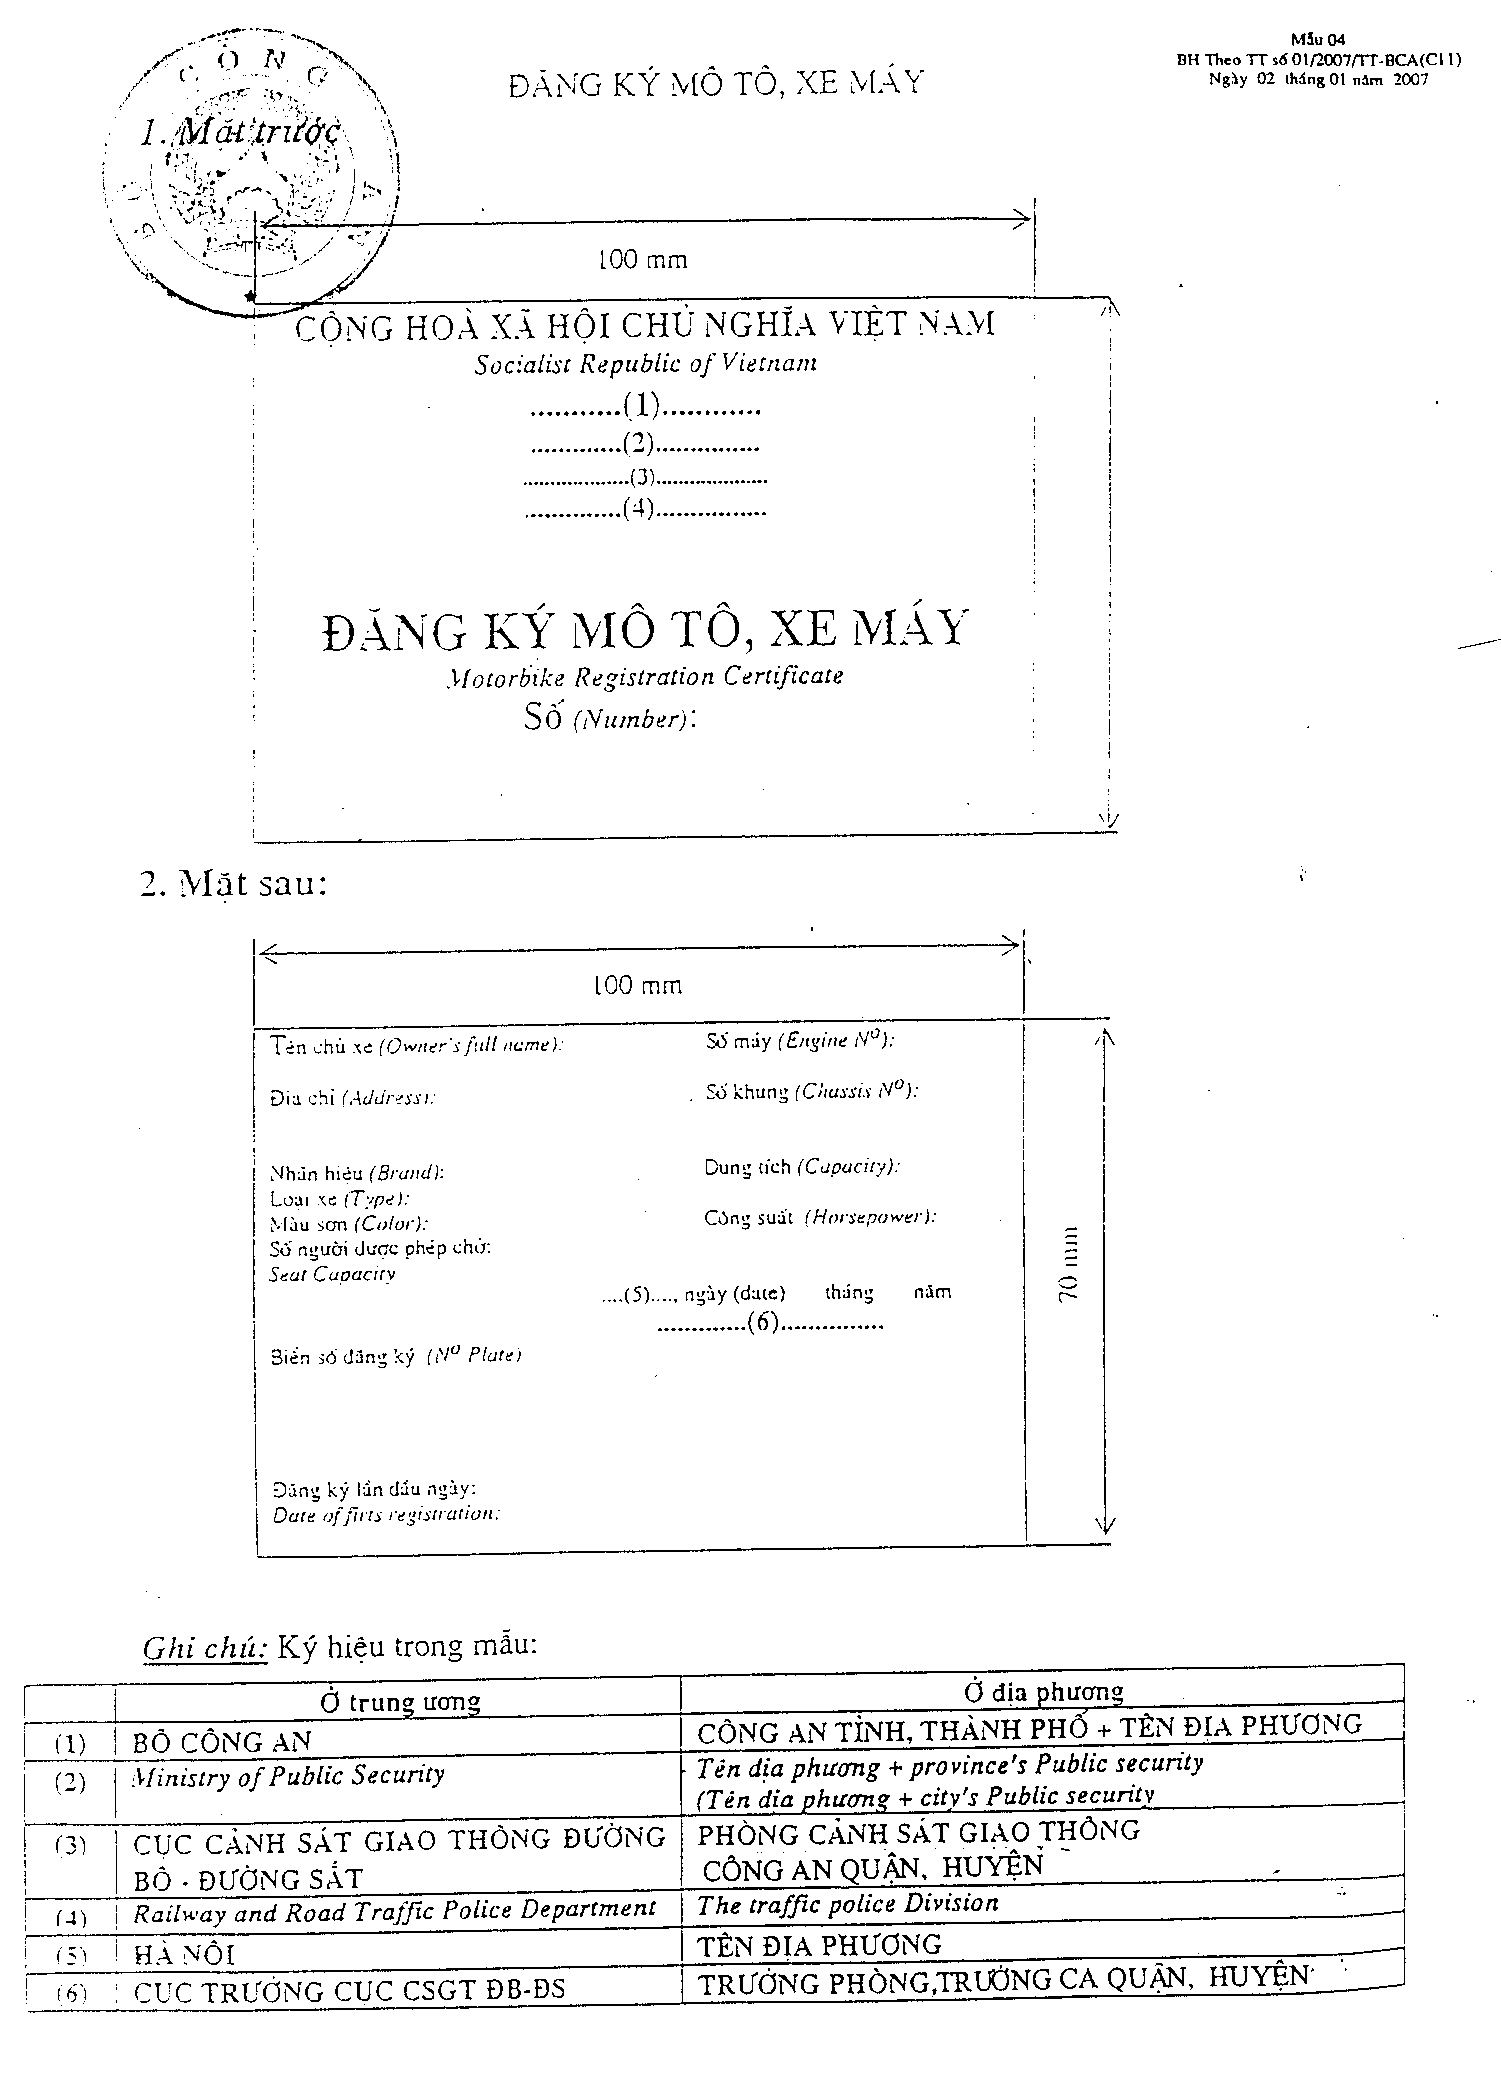 Mẫu 04
BH Theo TT số 01/2007/TT-BCA(C11)
Ngày 02 tháng 01 năm 2007
ĐĂNG KÝ MÔ TÔ, XE MÁY
BỘ CÔNG AN
1. Mặt trước
100 mm
CỘNG HOÀ XÃ HỘI CHỦ NGHĨA VIỆT NAM
Socialist Republic of Vietnam
...........(1)............
.............(2)...............
....................(3).....................
..............(4)................
ĐĂNG KÝ MÔ TÔ, XE MÁY
Motorbike Registration Certificate
Số (Number):
2. Mặt sau:
100 mm
Tên chủ xe (Owner's full name):
Số máy (Engine Nº):
Địa chỉ (Address):
Số khung (Chassis Nº):
Nhãn hiệu (Brand):
Dung tích (Capacity):
Loại xe (Type):
Màu sơn (Color):
Công suất (Horsepower):
Số người được phép chở:
Seat Capacity
70 mm
....(5)...., ngày (date) tháng năm
.............(6)...............
Biển số đăng ký (Nº Plate)
Đăng ký lần đầu ngày:
Date of firts registration:
Ghi chú: Ký hiệu trong mẫu:
Ở trung ương Ở địa phương
(1) BỘ CÔNG AN CÔNG AN TỈNH, THÀNH PHỐ + TÊN ĐỊA PHƯƠNG
(2) Ministry of Public Security Tên địa phương + province's Public security
(Tên địa phương + city's Public security
(3) CỤC CẢNH SÁT GIAO THÔNG ĐƯỜNG PHÒNG CẢNH SÁT GIAO THÔNG
BỘ - ĐƯỜNG SẮT CÔNG AN QUẬN, HUYỆN
(4) Railway and Road Traffic Police Department The traffic police Division
(5) HÀ NỘI TÊN ĐỊA PHƯƠNG
(6) CỤC TRƯỞNG CỤC CSGT ĐB-ĐS TRƯỞNG PHÒNG,TRƯỞNG CA QUẬN, HUYỆN